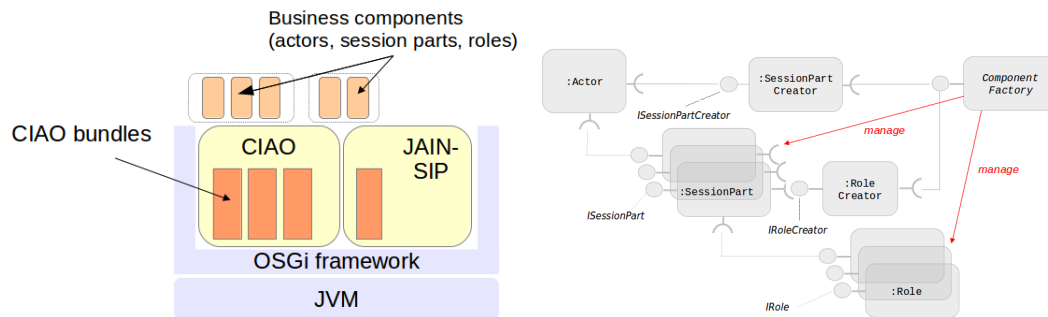 Business components
(actors, session parts, roles)
CIAO bundles
CIAO
JAIN-
SIP
OSGi framework
JVM
:Actor
ISessionPartCreator
:SessionPart
Creator
Component
Factory
manage
manage
:SessionPart
ISessionPart
IRoleCreator
:Role
Creator
:Role
IRole